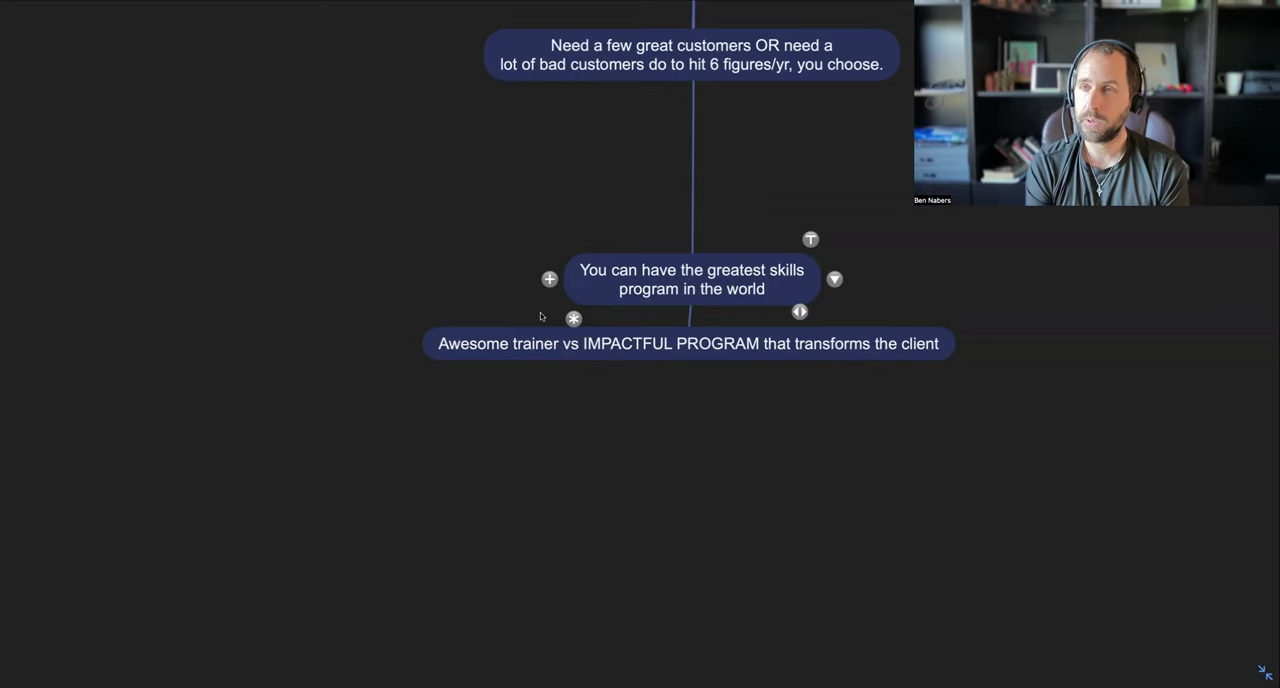 Need a few great customers OR need a
lot of bad customers do to hit 6 figures/yr, you choose.
Ben Nabers
You can have the greatest skills
program in the world
Awesome trainer vs IMPACTFUL PROGRAM that transforms the client